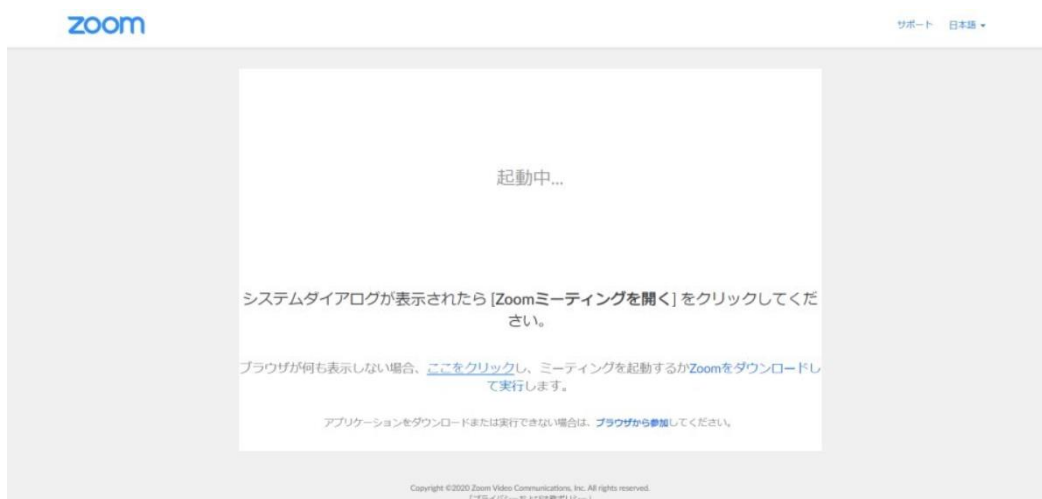 zoom
サポート 日本語
起動中...
システムダイアログが表示されたら [Zoomミーティングを開く] をクリックしてくだ
さい。
ブラウザが何も表示しない場合、ここをクリックし、ミーティングを起動するかZoomをダウンロードし
て実行します。
アプリケーションをダウンロードまたは実行できない場合は、ブラウザから参加してください。
Copyright ©2020 Zoom Video Communications, Inc. All rights reserved.